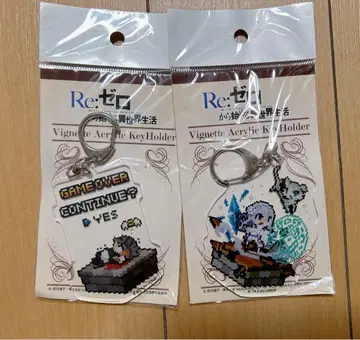 Re:ゼロ
から始める異世界生活
Vignette Acrylic KeyHolder
GAME OVER
CONTINUE?
YES
Re:ゼロ
から始める異世界生活
Vignette Acrylic KeyHolder